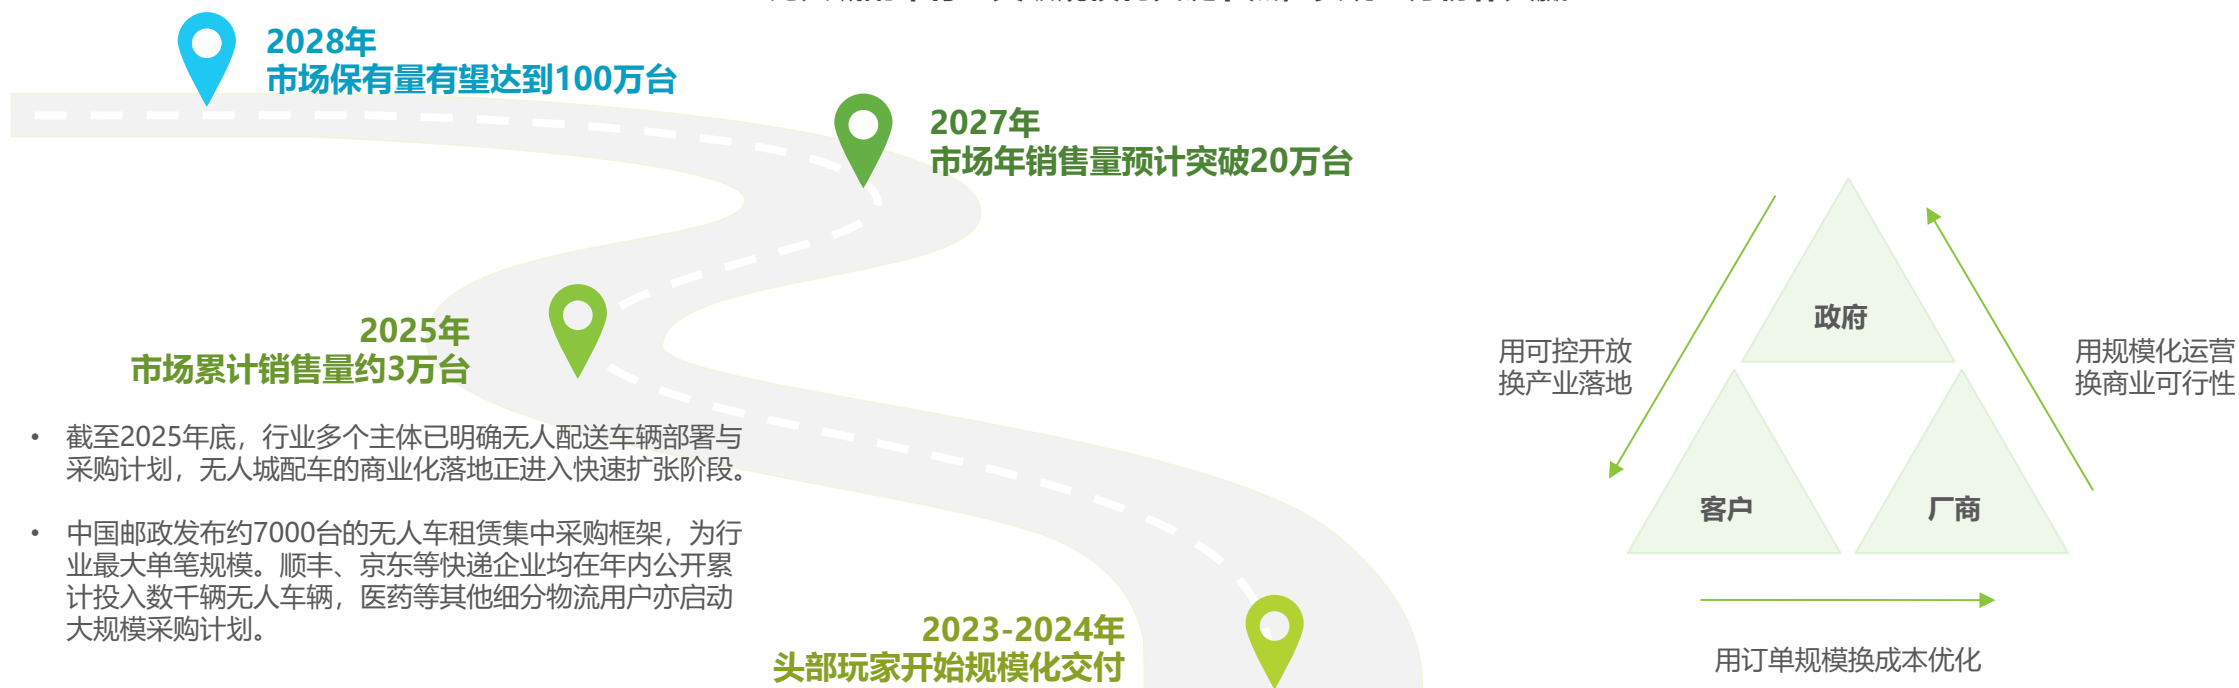 2028年
市场保有量有望达到100万台
2027年
市场年销售量预计突破20万台
2025年
市场累计销售量约3万台
• 截至2025年底，行业多个主体已明确无人配送车辆部署与
采购计划，无人城配车的商业化落地正进入快速扩张阶段。
• 中国邮政发布约7000台的无人车租赁集中采购框架，为行
业最大单笔规模。顺丰、京东等快递企业均在年内公开累
计投入数千辆无人车辆，医药等其他细分物流用户亦启动
大规模采购计划。
2023-2024年
头部玩家开始规模化交付
政府
客户
厂商
用可控开放
换产业落地
用规模化运营
换商业可行性
用订单规模换成本优化